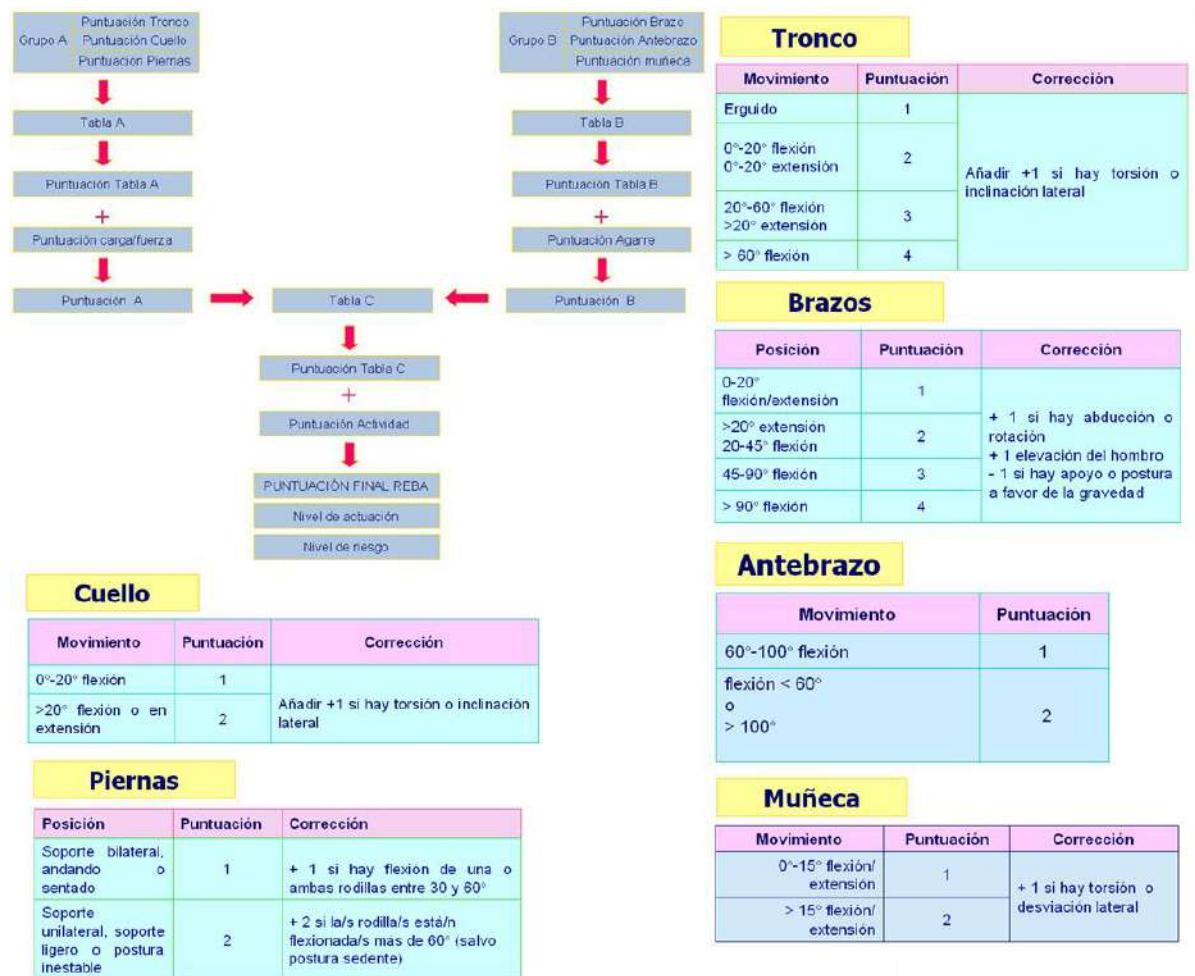 Grupo A
Puntuación Tronco
Puntuación Cuello
Puntuación Piernas
Tabla A
Puntuación Tabla A
+
Puntuación carga/fuerza
Puntuación A
Grupo B
Puntuación Brazo
Puntuación Antebrazo
Puntuación muñeca
Tabla B
Puntuación Tabla B
+
Puntuación Agarre
Puntuación B
Tabla C
Puntuación Tabla C
+
Puntuación Actividad
PUNTUACIÓN FINAL REBA
Nivel de actuación
Nivel de riesgo
Cuello
Movimiento Puntuación Corrección
0°-20° flexión 1
>20° flexión o en
extensión 2
Añadir +1 si hay torsión o inclinación
lateral
Piernas
Posición Puntuación Corrección
Soporte bilateral,
andando o
sentado
1
+ 1 si hay flexión de una o
ambas rodillas entre 30 y 60°
Soporte
unilateral, soporte
ligero o postura
inestable
2
+ 2 si la/s rodilla/s está/n
flexionada/s más de 60° (salvo
postura sedente)
Tronco
Movimiento Puntuación Corrección
Erguido 1
0°-20° flexión
0°-20° extensión
2
20°-60° flexión
>20° extensión
3
> 60° flexión 4
Añadir +1 si hay torsión o
inclinación lateral
Brazos
Posición Puntuación Corrección
0-20°
flexión/extensión
1
>20° extensión
20-45° flexión
2
45-90° flexión 3
> 90° flexión 4
+ 1 si hay abducción o
rotación
+ 1 elevación del hombro
- 1 si hay apoyo o postura
a favor de la gravedad
Antebrazo
Movimiento Puntuación
60°-100° flexión 1
flexión < 60°
o
> 100°
2
Muñeca
Movimiento Puntuación Corrección
0°-15° flexión/
extensión
1
> 15° flexión/
extensión
2
+ 1 si hay torsión o
desviación lateral